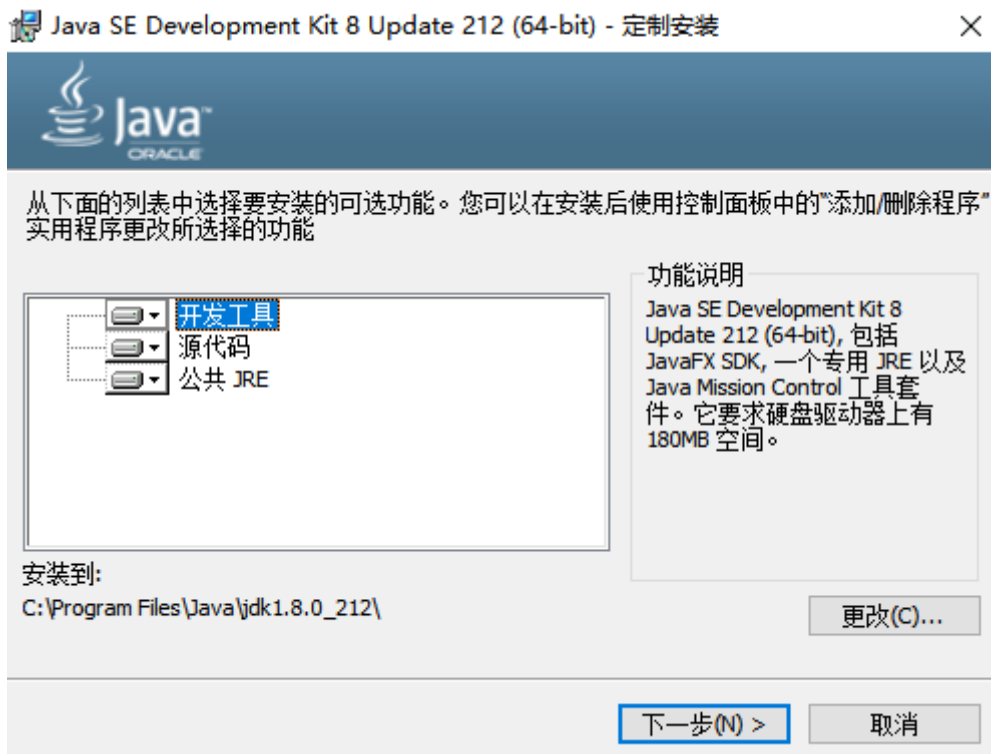 Java SE Development Kit 8 Update 212 (64-bit) - 定制安装
Java™
ORACLE
从下面的列表中选择要安装的可选功能。您可以在安装后使用控制面板中的"添加/删除程序"
实用程序更改所选择的功能
开发工具
源代码
公共 JRE
功能说明
Java SE Development Kit 8
Update 212 (64-bit), 包括
JavaFX SDK, 一个专用 JRE 以及
Java Mission Control 工具套
件。它要求硬盘驱动器上有
180MB 空间。
安装到:
C:\Program Files\Java\jdk1.8.0_212\
更改(C)...
下一步(N) >
取消